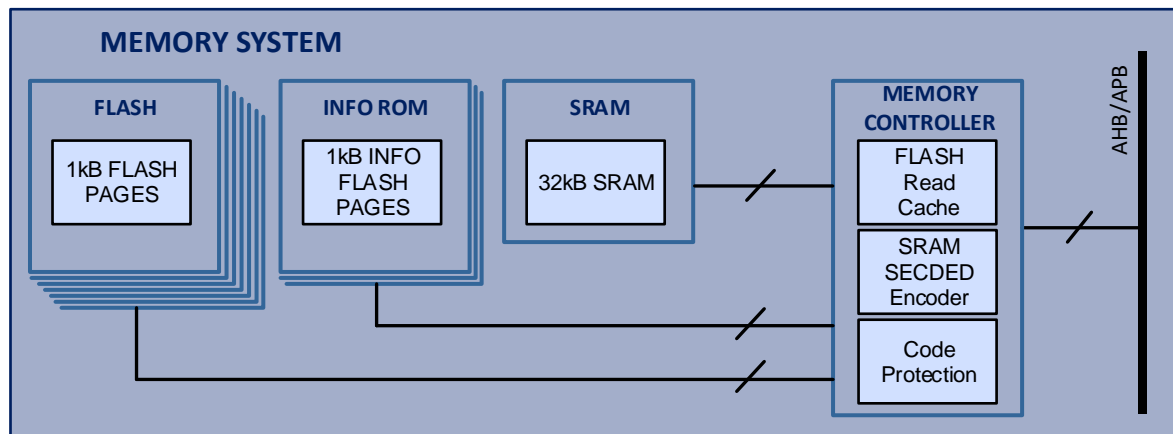 MEMORY SYSTEM
FLASH
1kB FLASH
PAGES
INFO ROM
1kB INFO
FLASH
PAGES
SRAM
32kB SRAM
MEMORY
CONTROLLER
FLASH
Read
Cache
SRAM
SECDED
Encoder
Code
Protection
AHB/APB